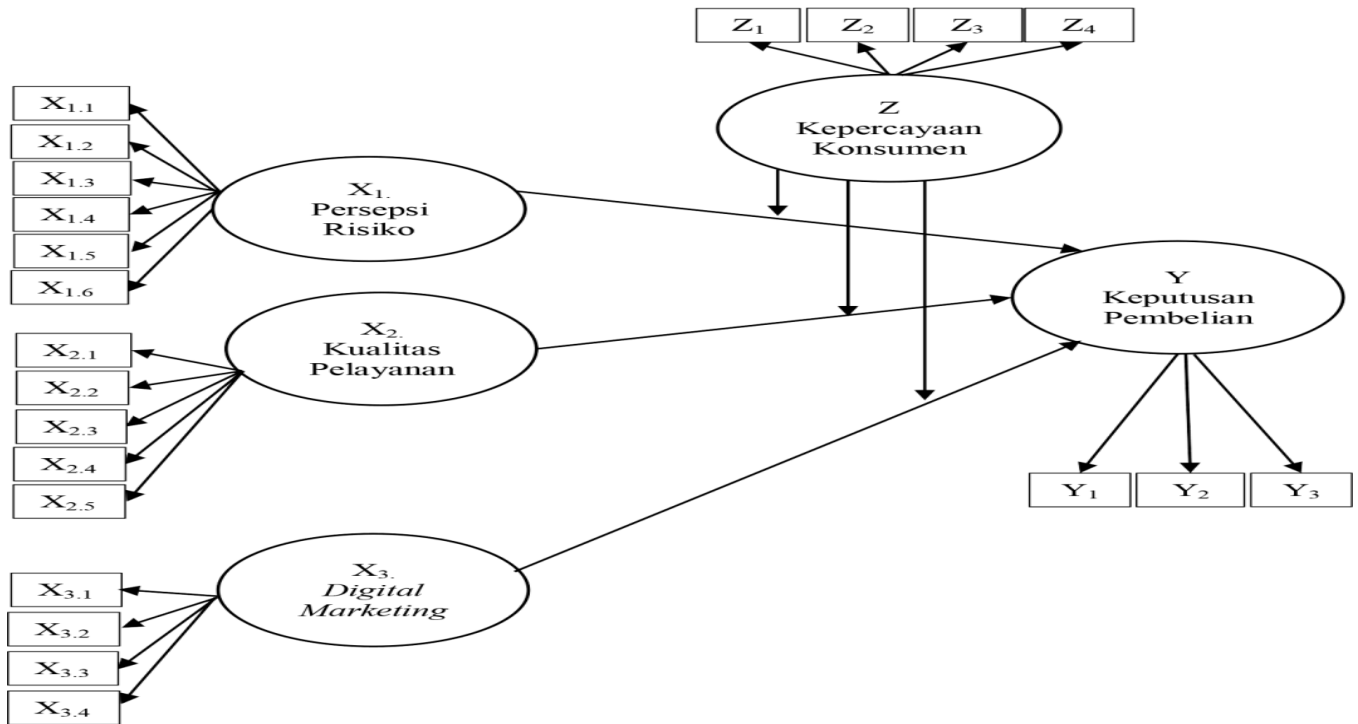 Z₁ Z₂ Z₃ Z₄
Z
Kepercayaan
Konsumen
X₁.₁
X₁.₂
X₁.₃
X₁.₄
X₁.₅
X₁.₆
X₁.
Persepsi
Risiko
Y
Keputusan
Pembelian
X₂.₁
X₂.₂
X₂.₃
X₂.₄
X₂.₅
X₂.
Kualitas
Pelayanan
Y₁ Y₂ Y₃
X₃.₁
X₃.₂
X₃.₃
X₃.₄
X₃.
Digital
Marketing